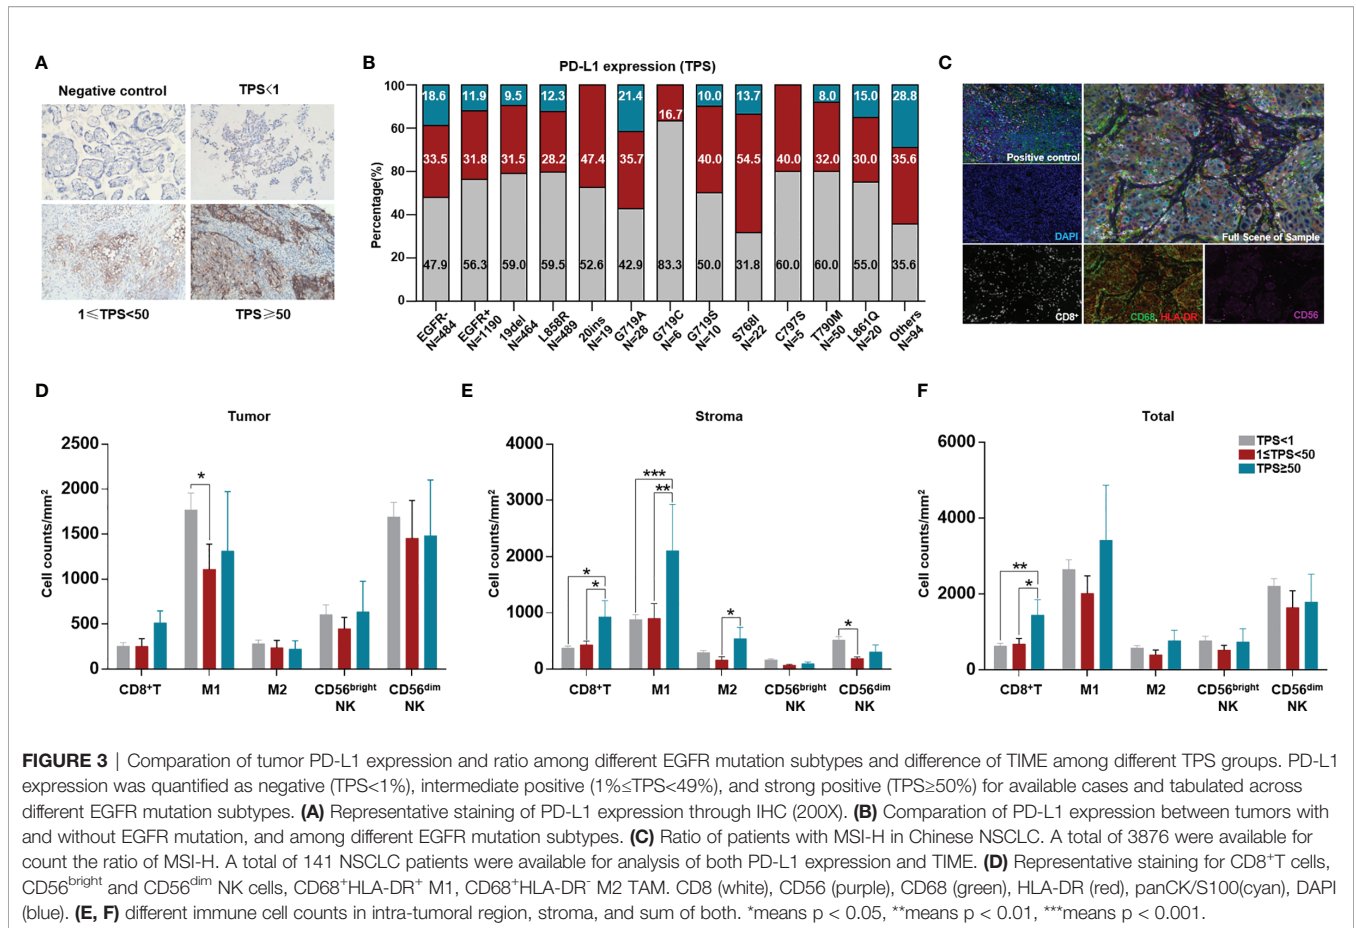 A
Negative control
TPS<1
1≤TPS<50
TPS≥50
B
PD-L1 expression (TPS)
Percentage(%)
100
60
80
40
20
0
18.6 11.9 9.5 12.3 21.4 16.7 10.0 13.7 8.0 15.0 28.8
33.5 31.8 31.5 28.2 47.4 35.7 40.0 54.5 40.0 32.0 30.0 35.6
47.9 56.3 59.0 59.5 52.6 42.9 83.3 50.0 31.8 60.0 60.0 55.0 35.6
EGFR-
N=484
EGFR+
N=1190
19del
N=464
L858R
N=489
20ins
N=19
G719A
N=28
G719C
N=6
G719S
N=10
S768I
N=22
C797S
N=5
T790M
N=50
L861Q
N=20
Others
N=94
C
Positive control
DAPI
Full Scene of Sample
CD8⁺
CD68, HLA-DR
CD56
D
Tumor
Cell counts/mm²
2500
2000
1500
1000
500
0
*
CD8⁺T M1 M2 CD56ᵇʳⁱᵍʰᵗ CD56ᵈⁱᵐ
NK NK
E
Stroma
Cell counts/mm²
4000
3000
2000
1000
0
* * *** ** * *
CD8⁺T M1 M2 CD56ᵇʳⁱᵍʰᵗ CD56ᵈⁱᵐ
NK NK
F
Total
Cell counts/mm²
6000
4000
2000
0
** *
TPS<1
1≤TPS<50
TPS≥50
CD8⁺T M1 M2 CD56ᵇʳⁱᵍʰᵗ CD56ᵈⁱᵐ
NK NK
FIGURE 3 | Comparation of tumor PD-L1 expression and ratio among different EGFR mutation subtypes and difference of TIME among different TPS groups. PD-L1
expression was quantified as negative (TPS<1%), intermediate positive (1%≤TPS<49%), and strong positive (TPS≥50%) for available cases and tabulated across
different EGFR mutation subtypes. (A) Representative staining of PD-L1 expression through IHC (200X). (B) Comparation of PD-L1 expression between tumors with
and without EGFR mutation, and among different EGFR mutation subtypes. (C) Ratio of patients with MSI-H in Chinese NSCLC. A total of 3876 were available for
count the ratio of MSI-H. A total of 141 NSCLC patients were available for analysis of both PD-L1 expression and TIME. (D) Representative staining for CD8⁺T cells,
CD56ᵇʳⁱᵍʰᵗ and CD56ᵈⁱᵐ NK cells, CD68⁺HLA-DR⁺ M1, CD68⁺HLA-DR⁻ M2 TAM. CD8 (white), CD56 (purple), CD68 (green), HLA-DR (red), panCK/S100(cyan), DAPI
(blue). (E, F) different immune cell counts in intra-tumoral region, stroma, and sum of both. *means p < 0.05, **means p < 0.01, ***means p < 0.001.